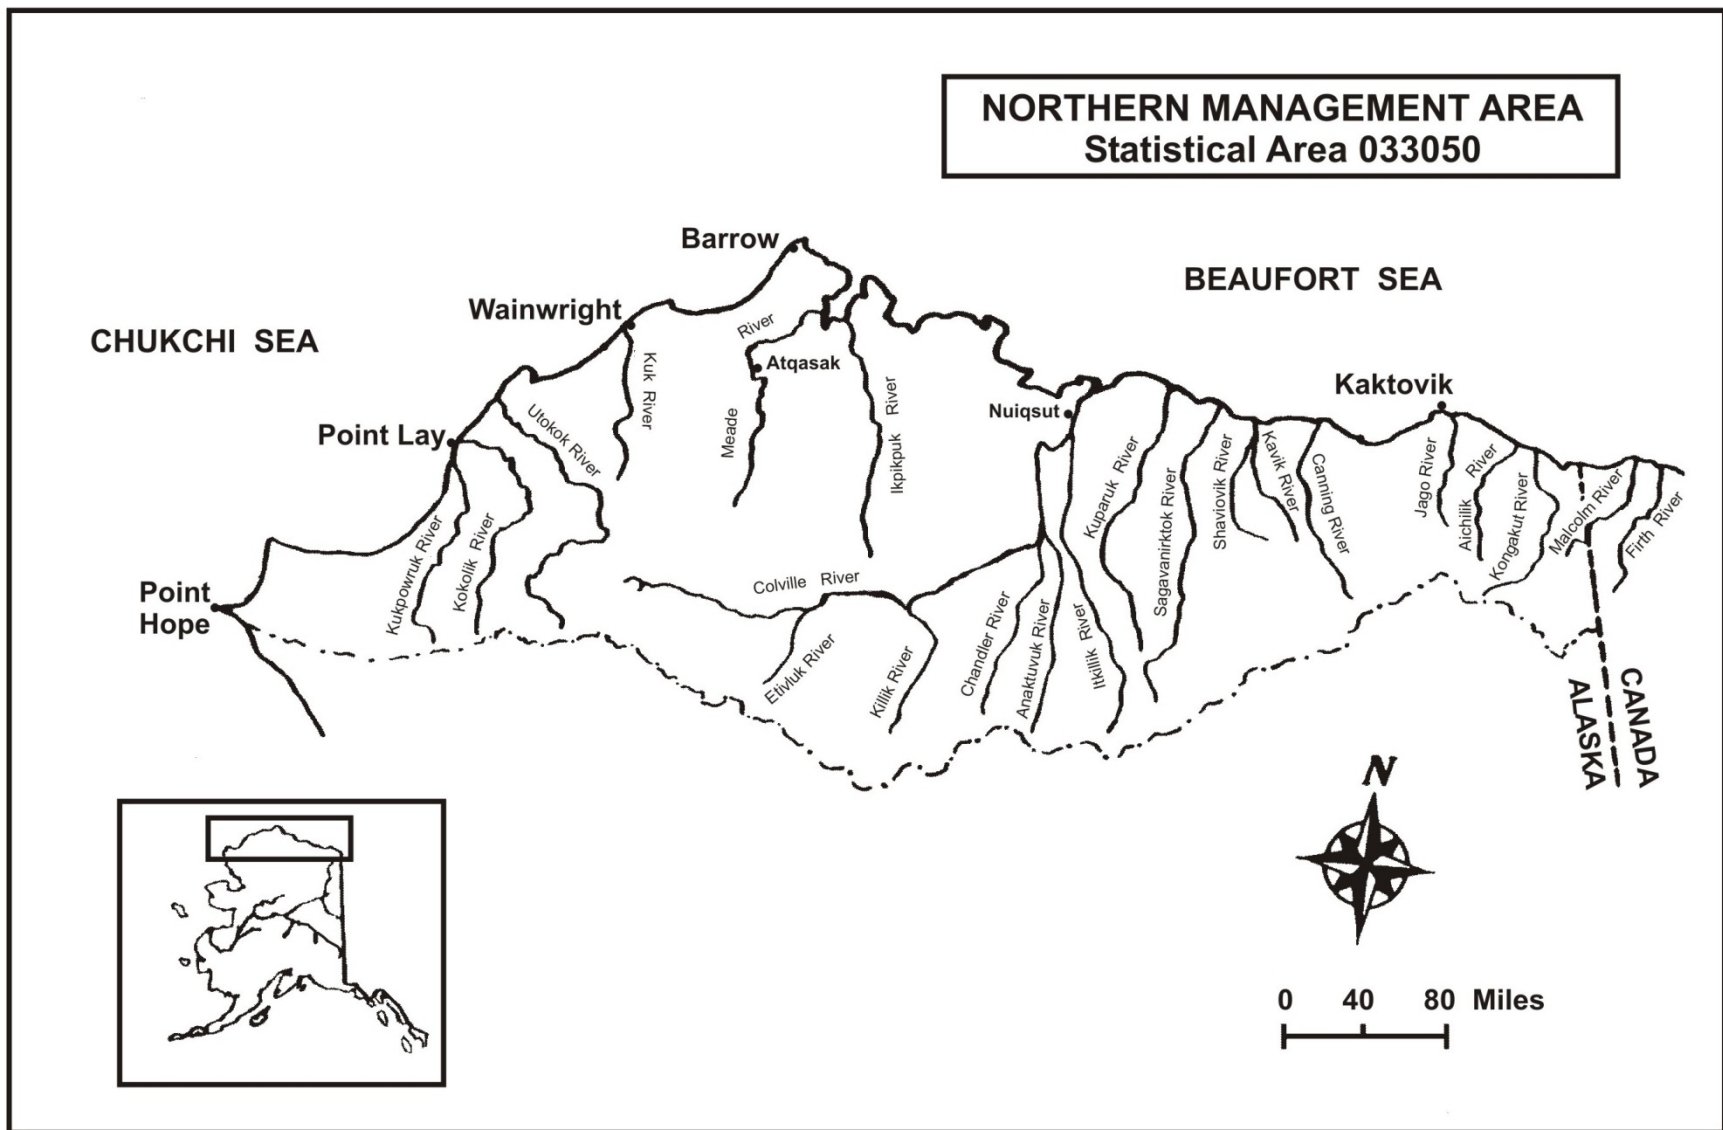 NORTHERN MANAGEMENT AREA
Statistical Area 033050
Barrow
BEAUFORT SEA
Wainwright
CHUKCHI SEA
River
Meade
Atqasak
Kuk River
Ikpikpuk River
Kaktovik
Nuiqsut
Point Lay
Utokok River
Kukpowruk River
Kokolik River
Colville River
Etivluk River
Killik River
Chandler River
Anaktuvuk River
Itkillik River
Kuparuk River
Sagavanirktok River
Shaviovik River
Kavik River
Canning River
Jago River
Aichilik River
Kongakut River
Malcolm River
Firth River
Point
Hope
CANADA
ALASKA
N
0 40 80 Miles